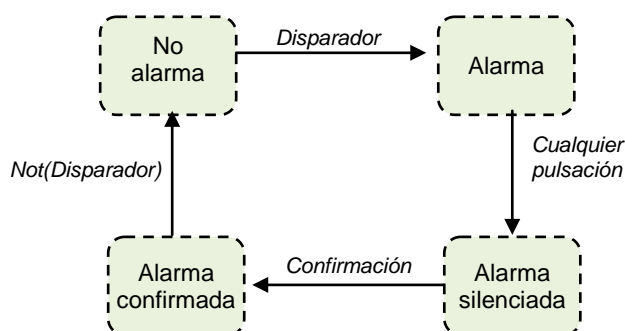 No
alarma
Disparador
Alarma
Cualquier
pulsación
Not(Disparador)
Alarma
confirmada
Confirmación
Alarma
silenciada